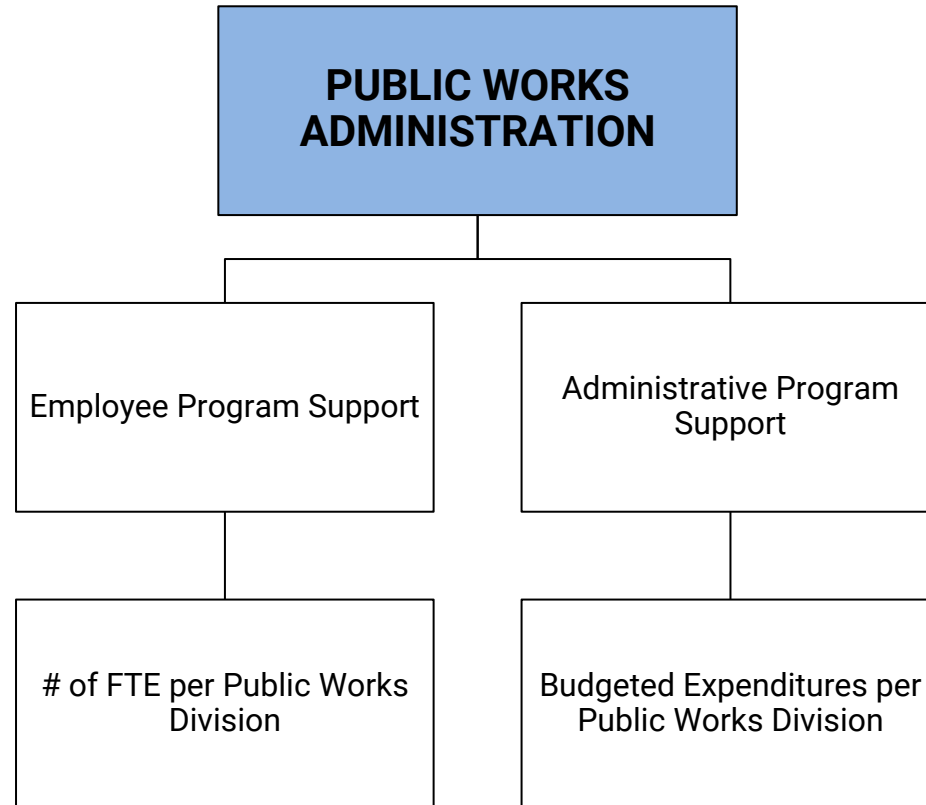 PUBLIC WORKS
ADMINISTRATION
Employee Program Support
Administrative Program
Support
# of FTE per Public Works
Division
Budgeted Expenditures per
Public Works Division